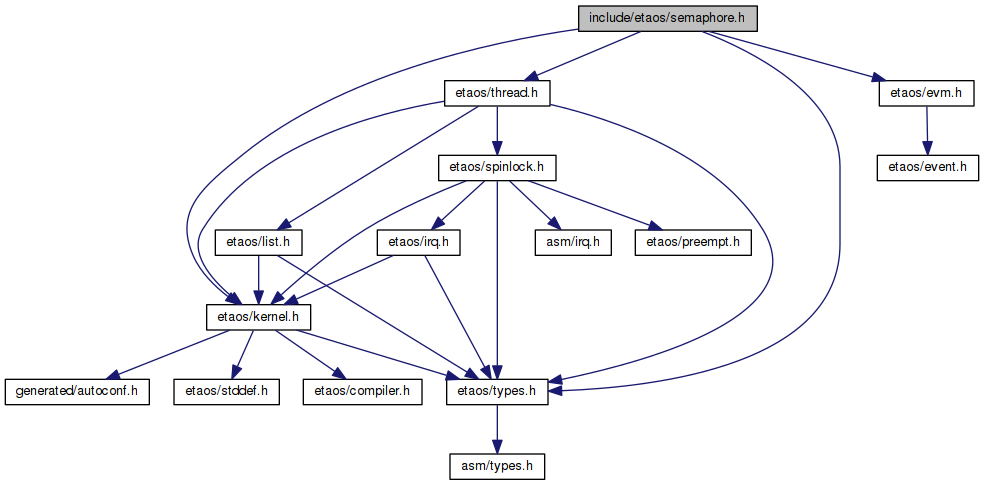 include/etaos/semaphore.h
etaos/thread.h
etaos/evm.h
etaos/spinlock.h
etaos/event.h
etaos/list.h
etaos/irq.h
asm/irq.h
etaos/preempt.h
etaos/kernel.h
generated/autoconf.h
etaos/stddef.h
etaos/compiler.h
etaos/types.h
asm/types.h